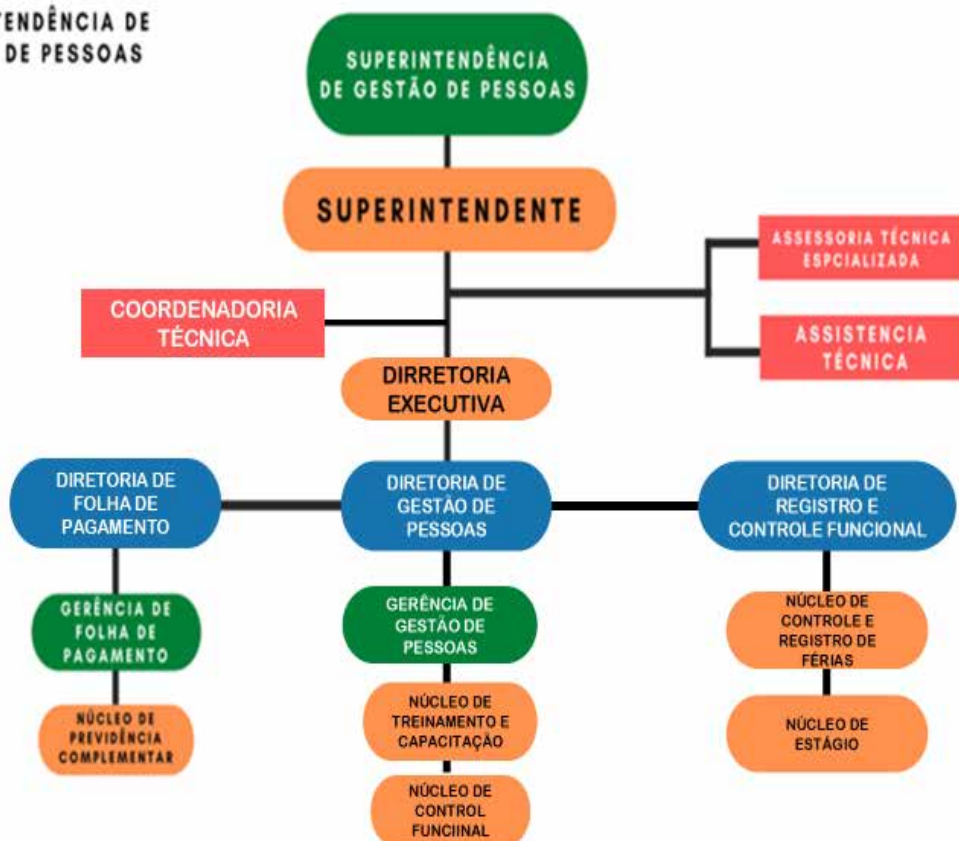 TENDÊNCIA DE
DE PESSOAS
SUPERINTENDÊNCIA
DE GESTÃO DE PESSOAS
SUPERINTENDENTE
ASSESSORIA TÉCNICA
ESPCIALIZADA
COORDENADORIA
TÉCNICA
ASSISTENCIA
TÉCNICA
DIRRETORIA
EXECUTIVA
DIRETORIA DE
FOLHA DE
PAGAMENTO
DIRETORIA DE
GESTÃO DE
PESSOAS
DIRETORIA DE
REGISTRO E
CONTROLE FUNCIONAL
GERÊNCIA DE
FOLHA DE
PAGAMENTO
GERÊNCIA DE
GESTÃO DE
PESSOAS
NÚCLEO DE
CONTROLE E
REGISTRO DE
FÉRIAS
NÚCLEO DE
PREVIDÊNCIA
COMPLEMENTAR
NÚCLEO DE
TREINAMENTO E
CAPACITAÇÃO
NÚCLEO DE
ESTÁGIO
NÚCLEO DE
CONTROL
FUNCIINAL